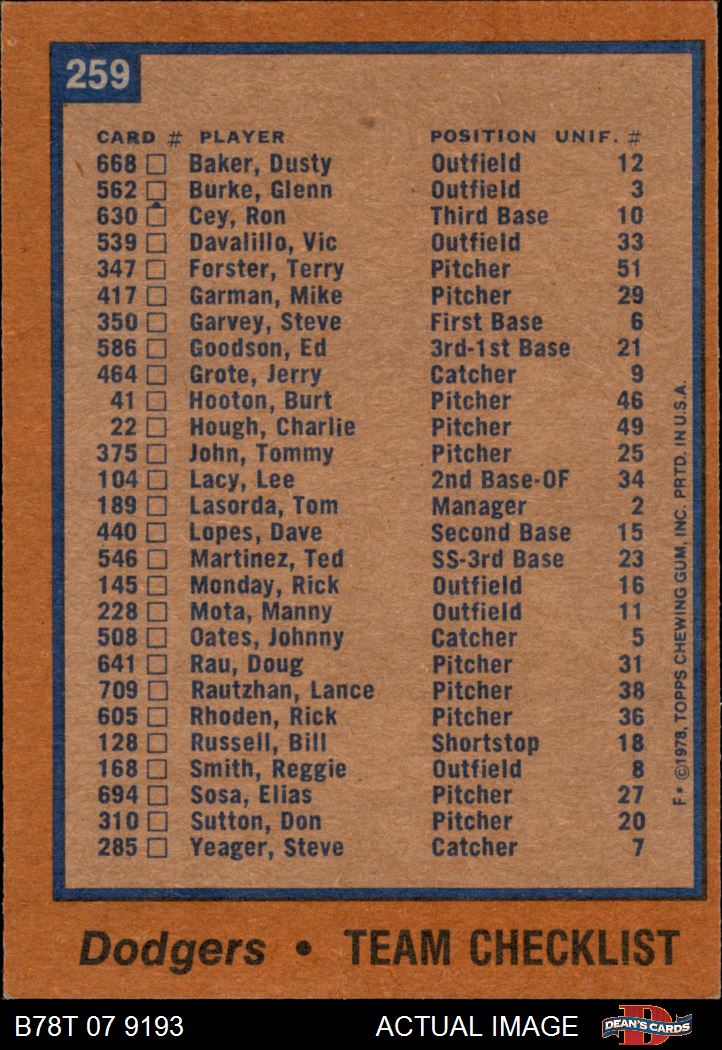 259
CARD # PLAYER POSITION UNIF. #
668 Baker, Dusty Outfield 12
562 Burke, Glenn Outfield 3
630 Cey, Ron Third Base 10
539 Davalillo, Vic Outfield 33
347 Forster, Terry Pitcher 51
417 Garman, Mike Pitcher 29
350 Garvey, Steve First Base 6
586 Goodson, Ed 3rd-1st Base 21
464 Grote, Jerry Catcher 9
41 Hooton, Burt Pitcher 46
22 Hough, Charlie Pitcher 49
375 John, Tommy Pitcher 25
104 Lacy, Lee 2nd Base-OF 34
189 Lasorda, Tom Manager 2
440 Lopes, Dave Second Base 15
546 Martinez, Ted SS-3rd Base 23
145 Monday, Rick Outfield 16
228 Mota, Manny Outfield 11
508 Oates, Johnny Catcher 5
641 Rau, Doug Pitcher 31
709 Rautzhan, Lance Pitcher 38
605 Rhoden, Rick Pitcher 36
128 Russell, Bill Shortstop 18
168 Smith, Reggie Outfield 8
694 Sosa, Elias Pitcher 27
310 Sutton, Don Pitcher 20
285 Yeager, Steve Catcher 7
F* ©1978, TOPPS CHEWING GUM, INC. PRTD. IN U.S.A.
Dodgers • TEAM CHECKLIST
B78T 07 9193 ACTUAL IMAGE D DEAN'S CARDS